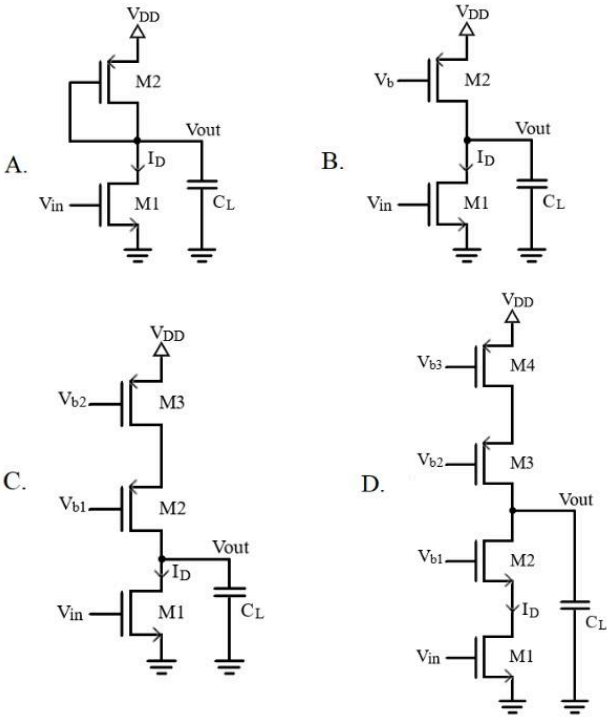 VDD
M2
Vout
ID
A.
Vin
M1
CL
VDD
Vb
M2
Vout
B.
ID
Vin
M1
CL
VDD
Vb2
M3
C.
Vb1
M2
Vout
ID
Vin
M1
CL
VDD
Vb3
M4
Vb2
M3
D.
Vout
Vb1
M2
ID
CL
Vin
M1